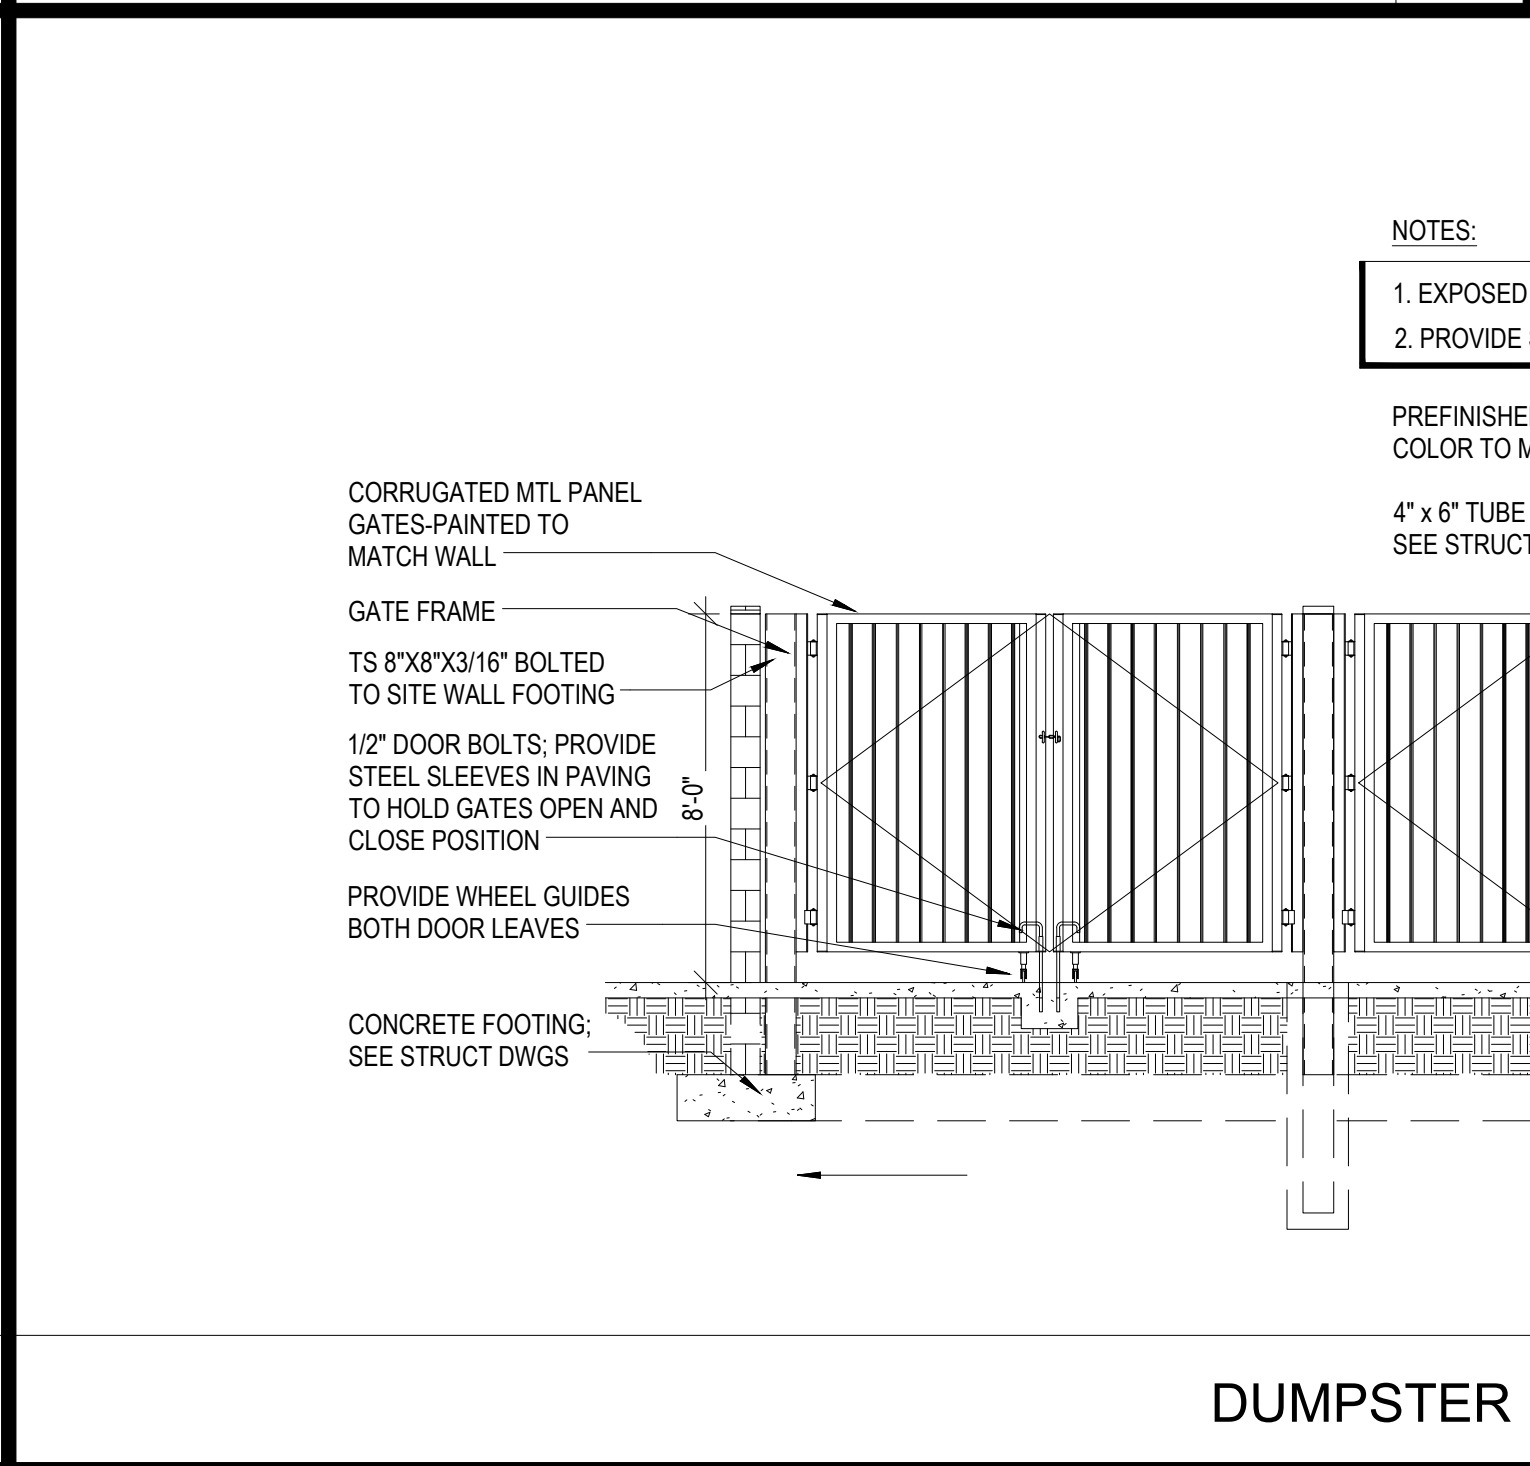 NOTES:
1. EXPOSED
2. PROVIDE
PREFINISHE
COLOR TO
4" x 6" TUBE
SEE STRUCT
CORRUGATED MTL PANEL
GATES-PAINTED TO
MATCH WALL
GATE FRAME
TS 8"X8"X3/16" BOLTED
TO SITE WALL FOOTING
1/2" DOOR BOLTS; PROVIDE
STEEL SLEEVES IN PAVING
TO HOLD GATES OPEN AND
CLOSE POSITION
8'-0"
PROVIDE WHEEL GUIDES
BOTH DOOR LEAVES
CONCRETE FOOTING;
SEE STRUCT DWGS
DUMPSTER